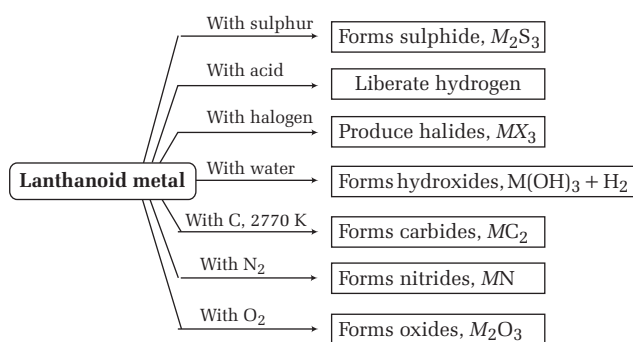 With sulphur
Forms sulphide, M₂S₃
With acid
Liberate hydrogen
With halogen
Produce halides, MX₃
Lanthanoid metal
With water
Forms hydroxides, M(OH)₃ + H₂
With C, 2770 K
Forms carbides, MC₂
With N₂
Forms nitrides, MN
With O₂
Forms oxides, M₂O₃